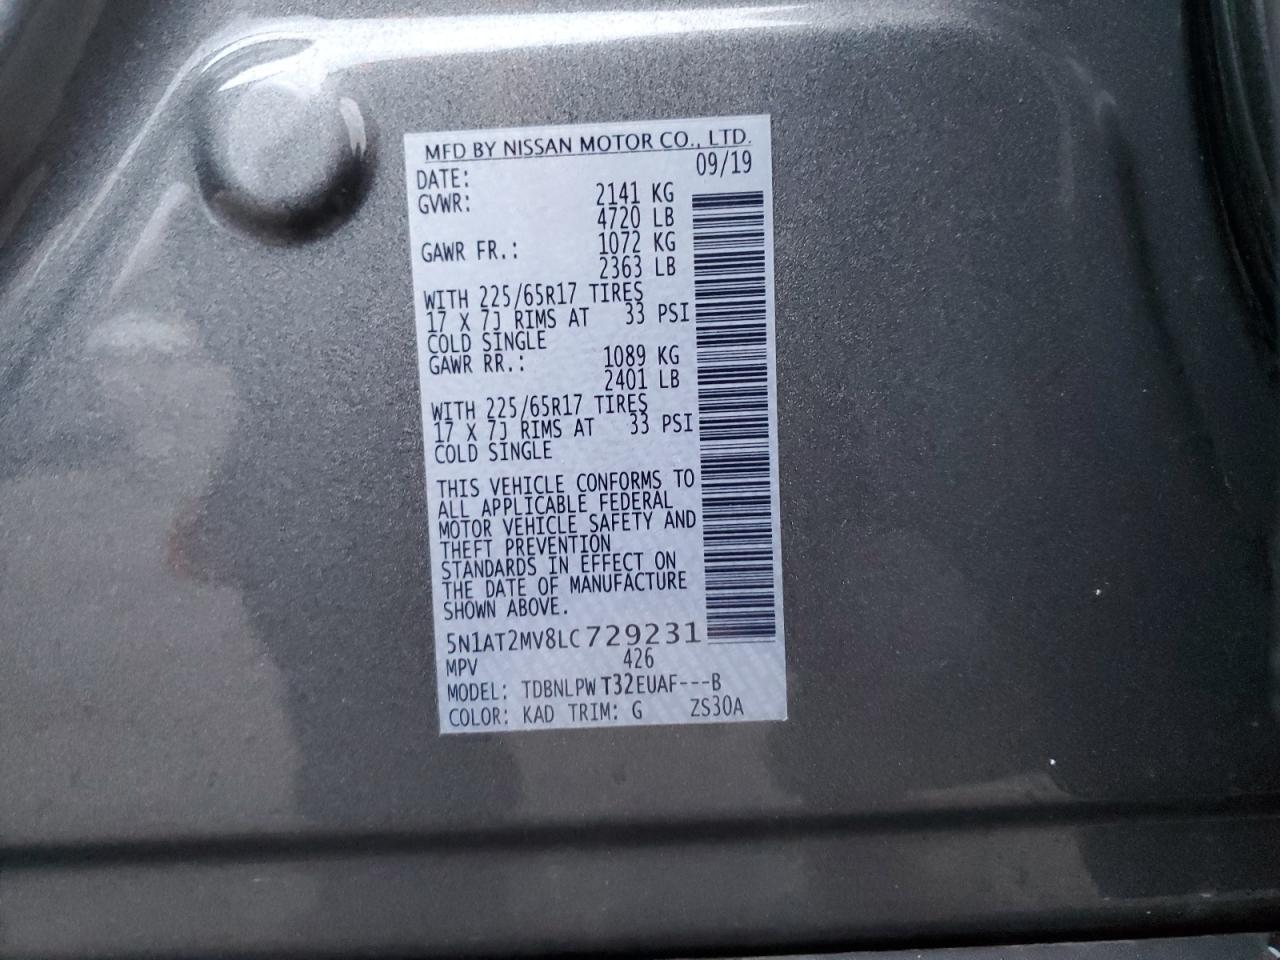 MFD BY NISSAN MOTOR CO., LTD.
DATE: 09/19
GVWR: 2141 KG
4720 LB
GAWR FR.: 1072 KG
2363 LB
WITH 225/65R17 TIRES
17 X 7J RIMS AT 33 PSI
COLD SINGLE
GAWR RR.: 1089 KG
2401 LB
WITH 225/65R17 TIRES
17 X 7J RIMS AT 33 PSI
COLD SINGLE
THIS VEHICLE CONFORMS TO
ALL APPLICABLE FEDERAL
MOTOR VEHICLE SAFETY AND
THEFT PREVENTION
STANDARDS IN EFFECT ON
THE DATE OF MANUFACTURE
SHOWN ABOVE.
5N1AT2MV8LC729231
MPV 426
MODEL: TDBNLPW T32EUAF---B
COLOR: KAD TRIM: G ZS30A